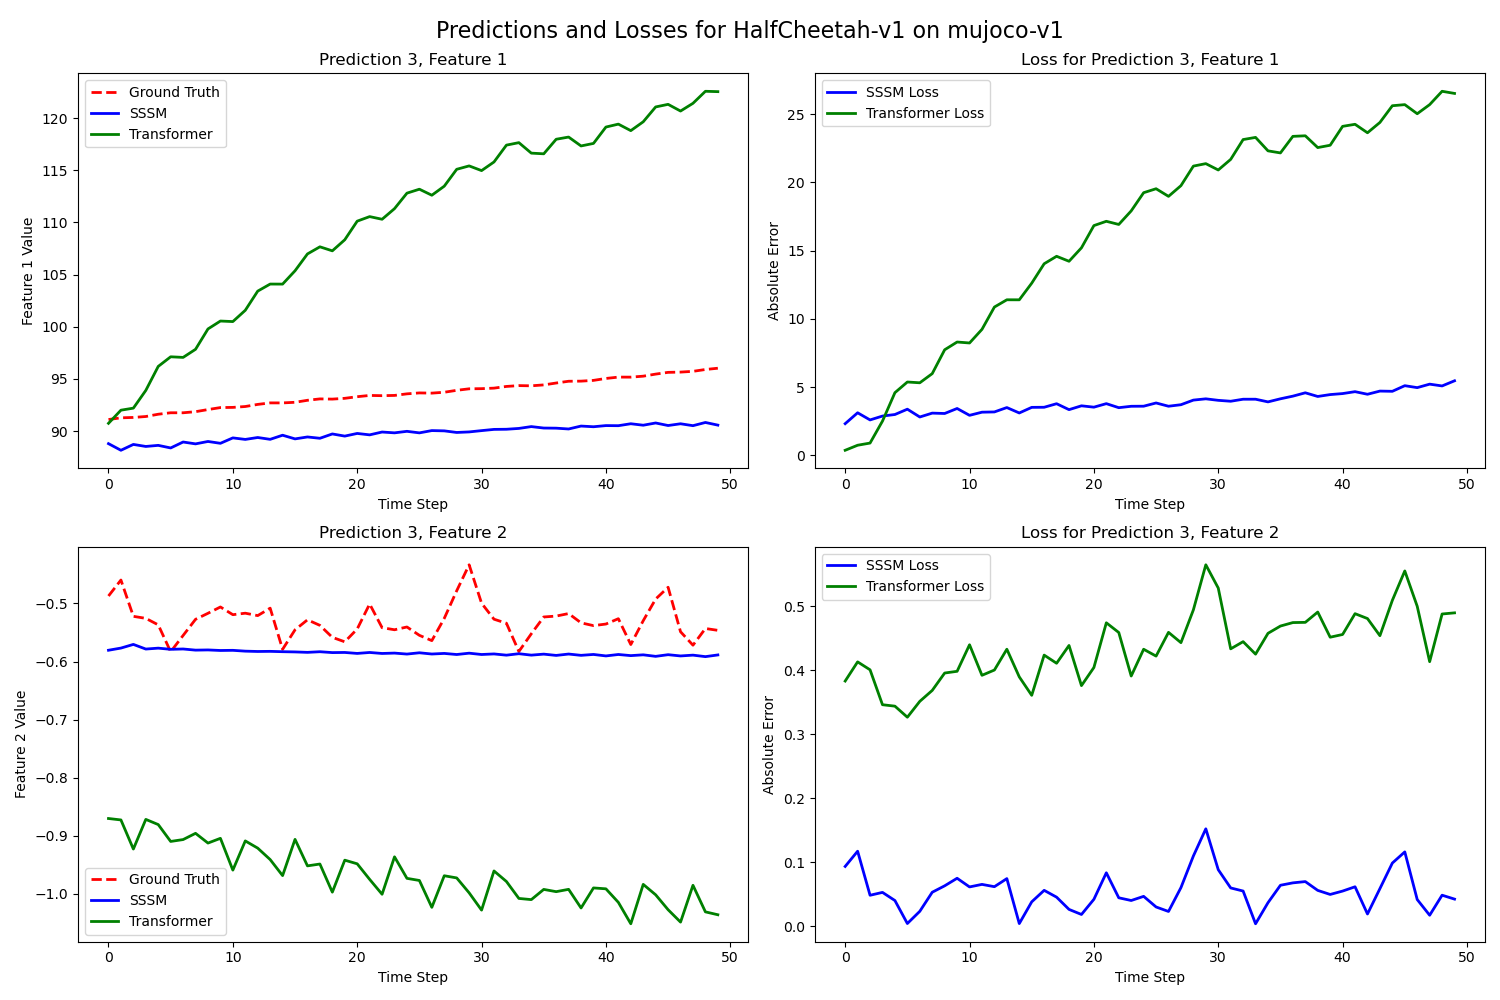 Predictions and Losses for HalfCheetah-v1 on mujoco-v1
Prediction 3, Feature 1
Ground Truth
SSSM
Transformer
120
115
110
105
100
95
90
Feature 1 Value
0 10 20 30 40 50
Time Step
Loss for Prediction 3, Feature 1
SSSM Loss
Transformer Loss
25
20
15
10
5
0
Absolute Error
0 10 20 30 40 50
Time Step
Prediction 3, Feature 2
−0.5
−0.6
−0.7
−0.8
−0.9
−1.0
Feature 2 Value
Ground Truth
SSSM
Transformer
0 10 20 30 40 50
Time Step
Loss for Prediction 3, Feature 2
SSSM Loss
Transformer Loss
0.5
0.4
0.3
0.2
0.1
0.0
Absolute Error
0 10 20 30 40 50
Time Step